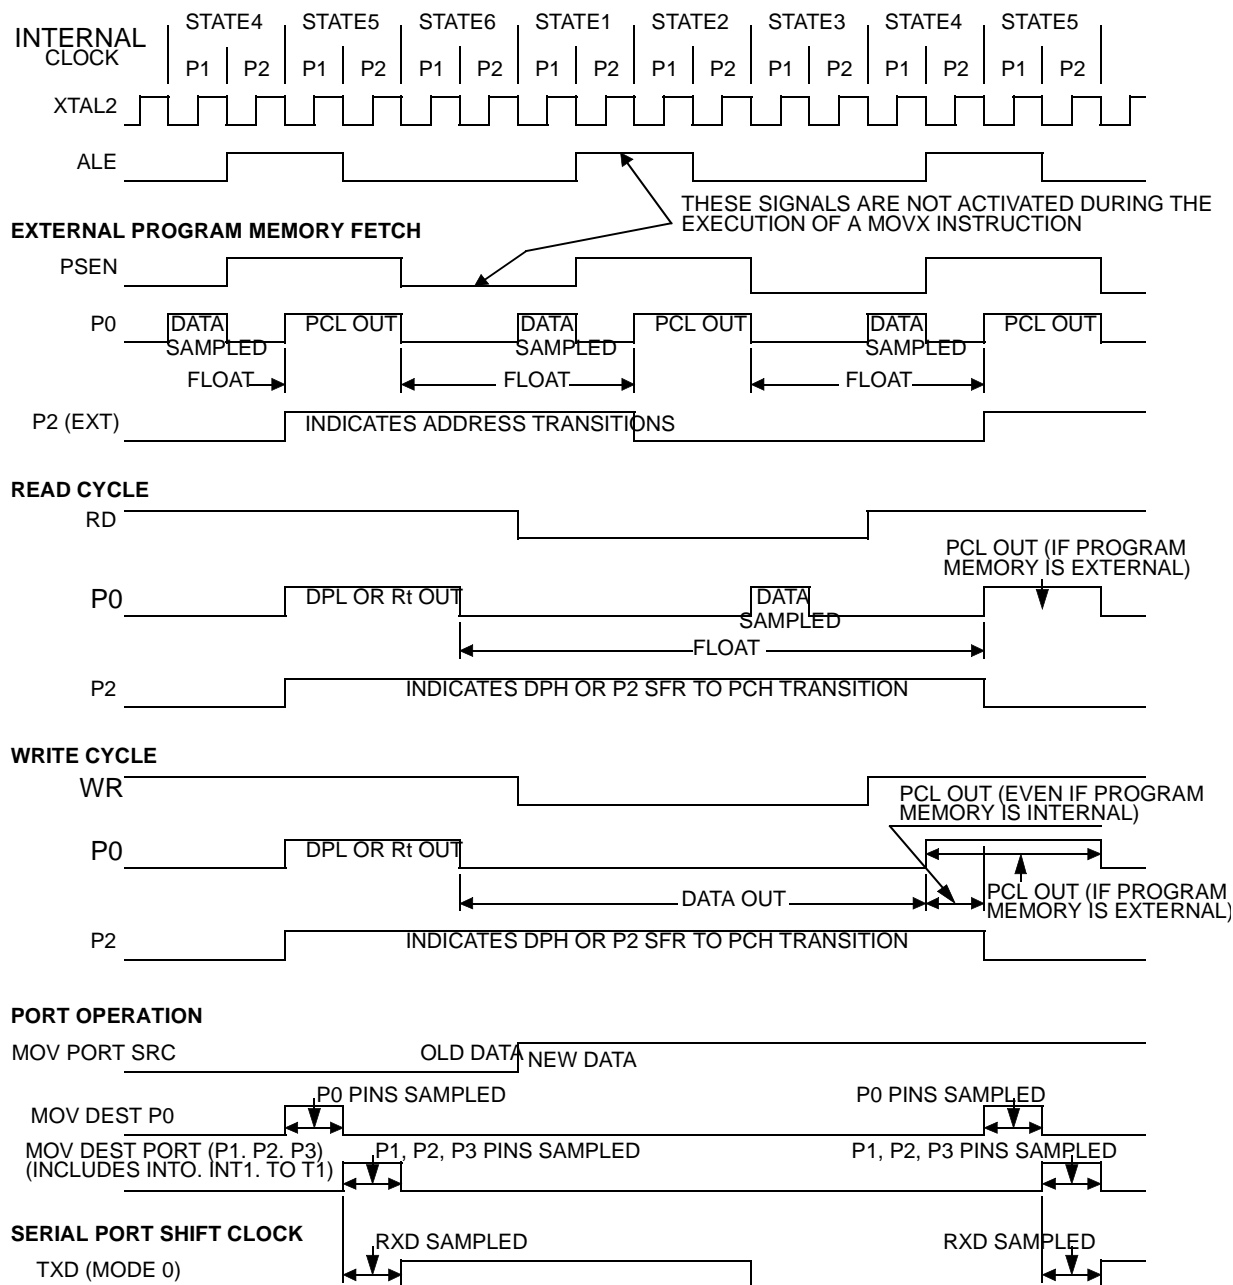 STATE4 STATE5 STATE6 STATE1 STATE2 STATE3 STATE4 STATE5
INTERNAL
CLOCK
P1 P2 P1 P2 P1 P2 P1 P2 P1 P2 P1 P2 P1 P2 P1 P2
XTAL2
ALE
THESE SIGNALS ARE NOT ACTIVATED DURING THE
EXECUTION OF A MOVX INSTRUCTION
EXTERNAL PROGRAM MEMORY FETCH
PSEN
P0 DATA PCL OUT DATA PCL OUT DATA PCL OUT
SAMPLED SAMPLED SAMPLED
FLOAT FLOAT FLOAT
P2 (EXT) INDICATES ADDRESS TRANSITIONS
READ CYCLE
RD
PCL OUT (IF PROGRAM
MEMORY IS EXTERNAL)
P0 DPL OR Rt OUT DATA
SAMPLED
FLOAT
P2 INDICATES DPH OR P2 SFR TO PCH TRANSITION
WRITE CYCLE
WR
PCL OUT (EVEN IF PROGRAM
MEMORY IS INTERNAL)
P0 DPL OR Rt OUT
DATA OUT
PCL OUT (IF PROGRAM
MEMORY IS EXTERNAL)
P2 INDICATES DPH OR P2 SFR TO PCH TRANSITION
PORT OPERATION
MOV PORT SRC OLD DATA NEW DATA
P0 PINS SAMPLED P0 PINS SAMPLED
MOV DEST P0
MOV DEST PORT (P1. P2. P3) P1, P2, P3 PINS SAMPLED P1, P2, P3 PINS SAMPLED
(INCLUDES INTO. INT1. TO T1)
SERIAL PORT SHIFT CLOCK
RXD SAMPLED RXD SAMPLED
TXD (MODE 0)